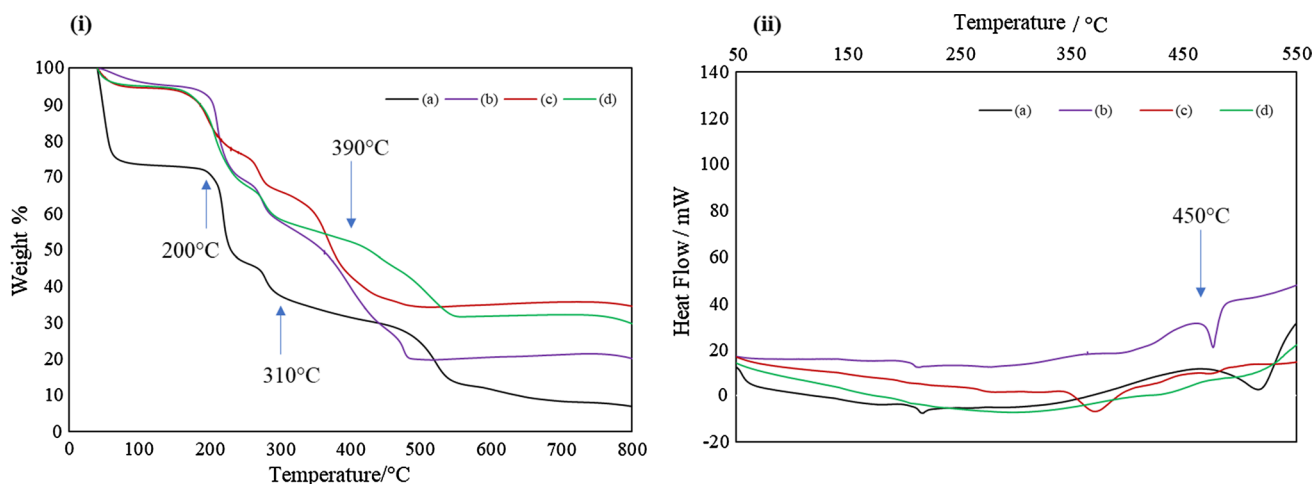 (i)
100
90
80
70
60
50
40
30
20
10
0
Weight %
(a) (b) (c) (d)
390°C
200°C
310°C
0 100 200 300 400 500 600 700 800
Temperature/°C
(ii)
Temperature / °C
50 150 250 350 450 550
140
120
100
80
60
40
20
0
-20
Heat Flow / mW
(a) (b) (c) (d)
450°C